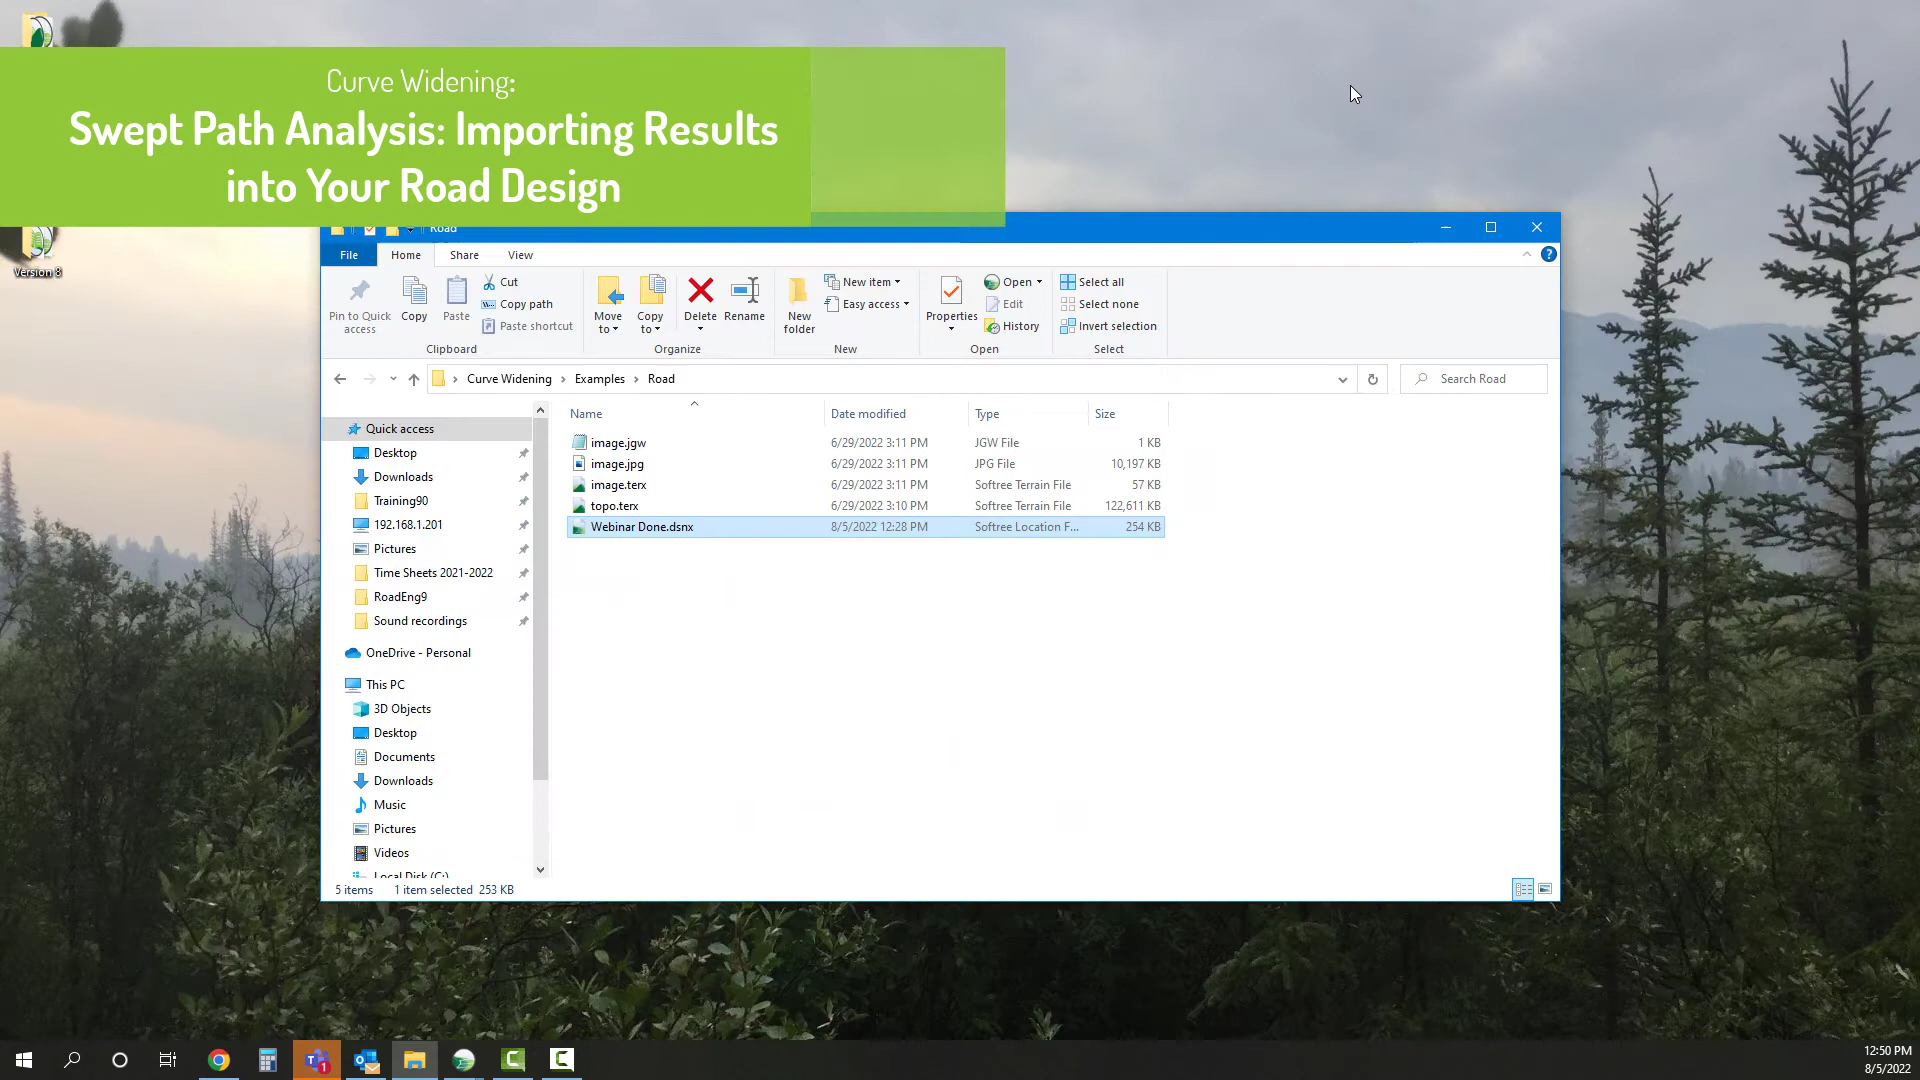 Curve Widening:
Swept Path Analysis: Importing Results
into Your Road Design
Version 8
Road
File
Home
Share
View
Pin to Quick
access
Copy
Paste
Cut
Copy path
Paste shortcut
Clipboard
Move
to
Copy
to
Delete
Rename
Organize
New
folder
New item
Easy access
New
Properties
Open
Edit
History
Open
Select all
Select none
Invert selection
Select
Curve Widening
Examples
Road
Search Road
Name
Date modified
Type
Size
image.jgw 6/29/2022 3:11 PM JGW File 1 KB
image.jpg 6/29/2022 3:11 PM JPG File 10,197 KB
image.terx 6/29/2022 3:11 PM Softree Terrain File 57 KB
topo.terx 6/29/2022 3:10 PM Softree Terrain File 122,611 KB
Webinar Done.dsnx 8/5/2022 12:28 PM Softree Location F... 254 KB
Quick access
Desktop
Downloads
Training90
192.168.1.201
Pictures
Time Sheets 2021-2022
RoadEng9
Sound recordings
OneDrive - Personal
This PC
3D Objects
Desktop
Documents
Downloads
Music
Pictures
Videos
Local Disk (C:)
5 items
1 item selected 253 KB
1
12:50 PM
8/5/2022